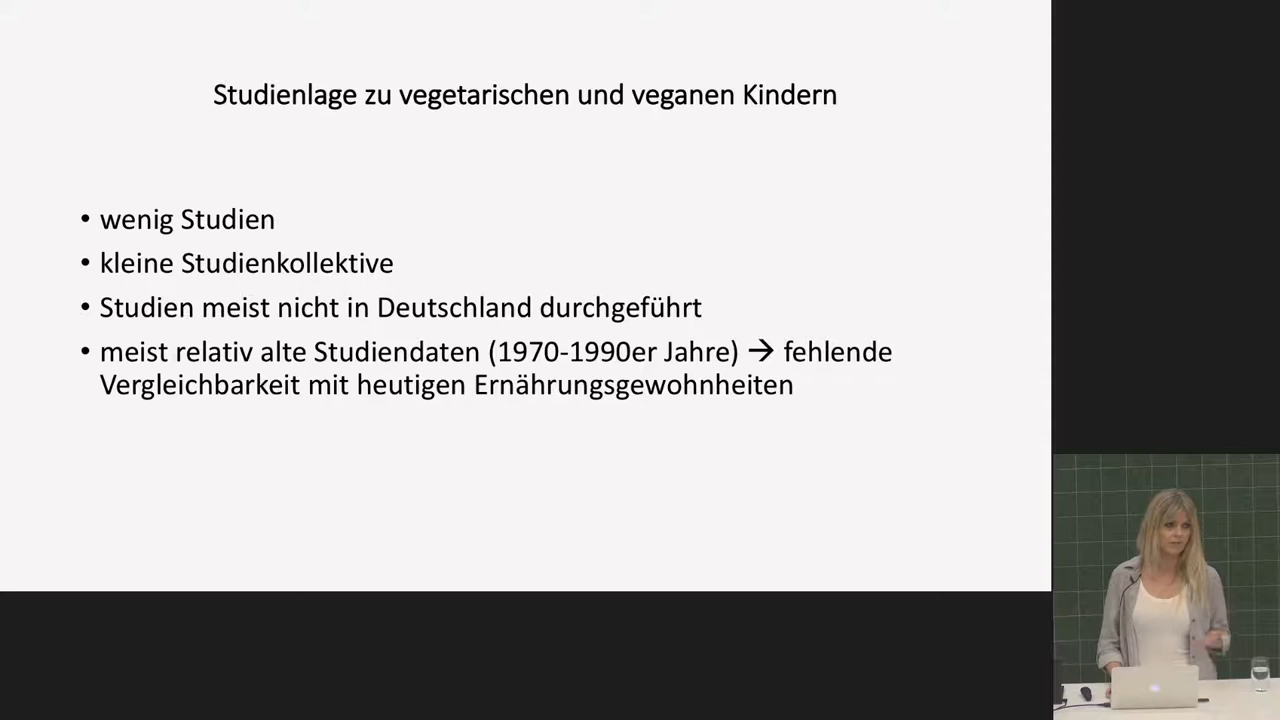 Studienlage zu vegetarischen und veganen Kindern
• wenig Studien
• kleine Studienkollektive
• Studien meist nicht in Deutschland durchgeführt
• meist relativ alte Studiendaten (1970-1990er Jahre) → fehlende
Vergleichbarkeit mit heutigen Ernährungsgewohnheiten